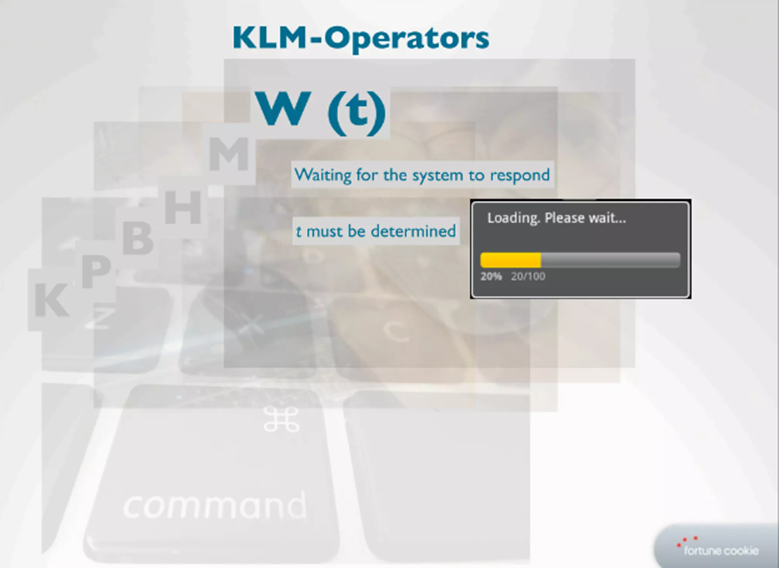 KLM-Operators
W (t)
M
Waiting for the system to respond
H
t must be determined
Loading. Please wait...
B
P
K
20% 20/100
Z
X
C
⌘
command
fortune cookie